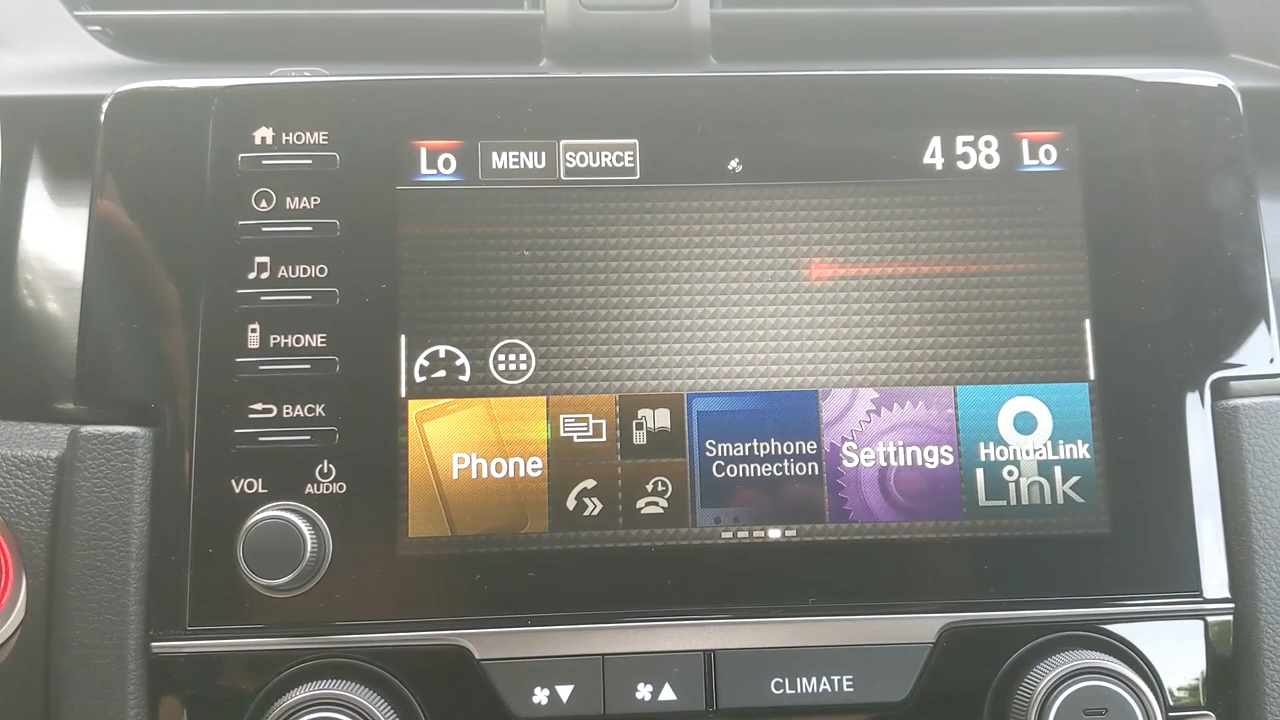 HOME
MAP
AUDIO
PHONE
BACK
VOL
AUDIO
Lo
MENU
SOURCE
4 58
Lo
Phone
Smartphone
Connection
Settings
HondaLink
Link
CLIMATE